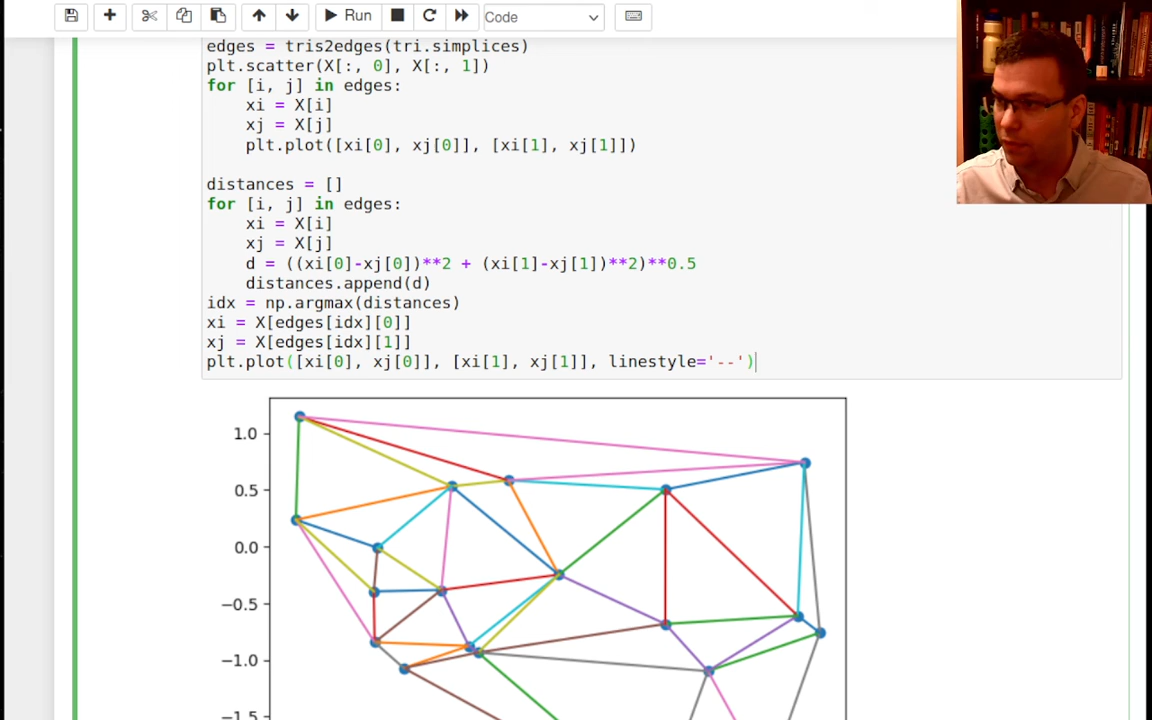 Run
Code
edges = tris2edges(tri.simplices)
plt.scatter(X[:, 0], X[:, 1])
for [i, j] in edges:
    xi = X[i]
    xj = X[j]
    plt.plot([xi[0], xj[0]], [xi[1], xj[1]])
distances = []
for [i, j] in edges:
    xi = X[i]
    xj = X[j]
    d = ((xi[0]-xj[0])**2 + (xi[1]-xj[1])**2)**0.5
    distances.append(d)
idx = np.argmax(distances)
xi = X[edges[idx][0]]
xj = X[edges[idx][1]]
plt.plot([xi[0], xj[0]], [xi[1], xj[1]], linestyle='--')
1.0
0.5
0.0
−0.5
−1.0
−1.5